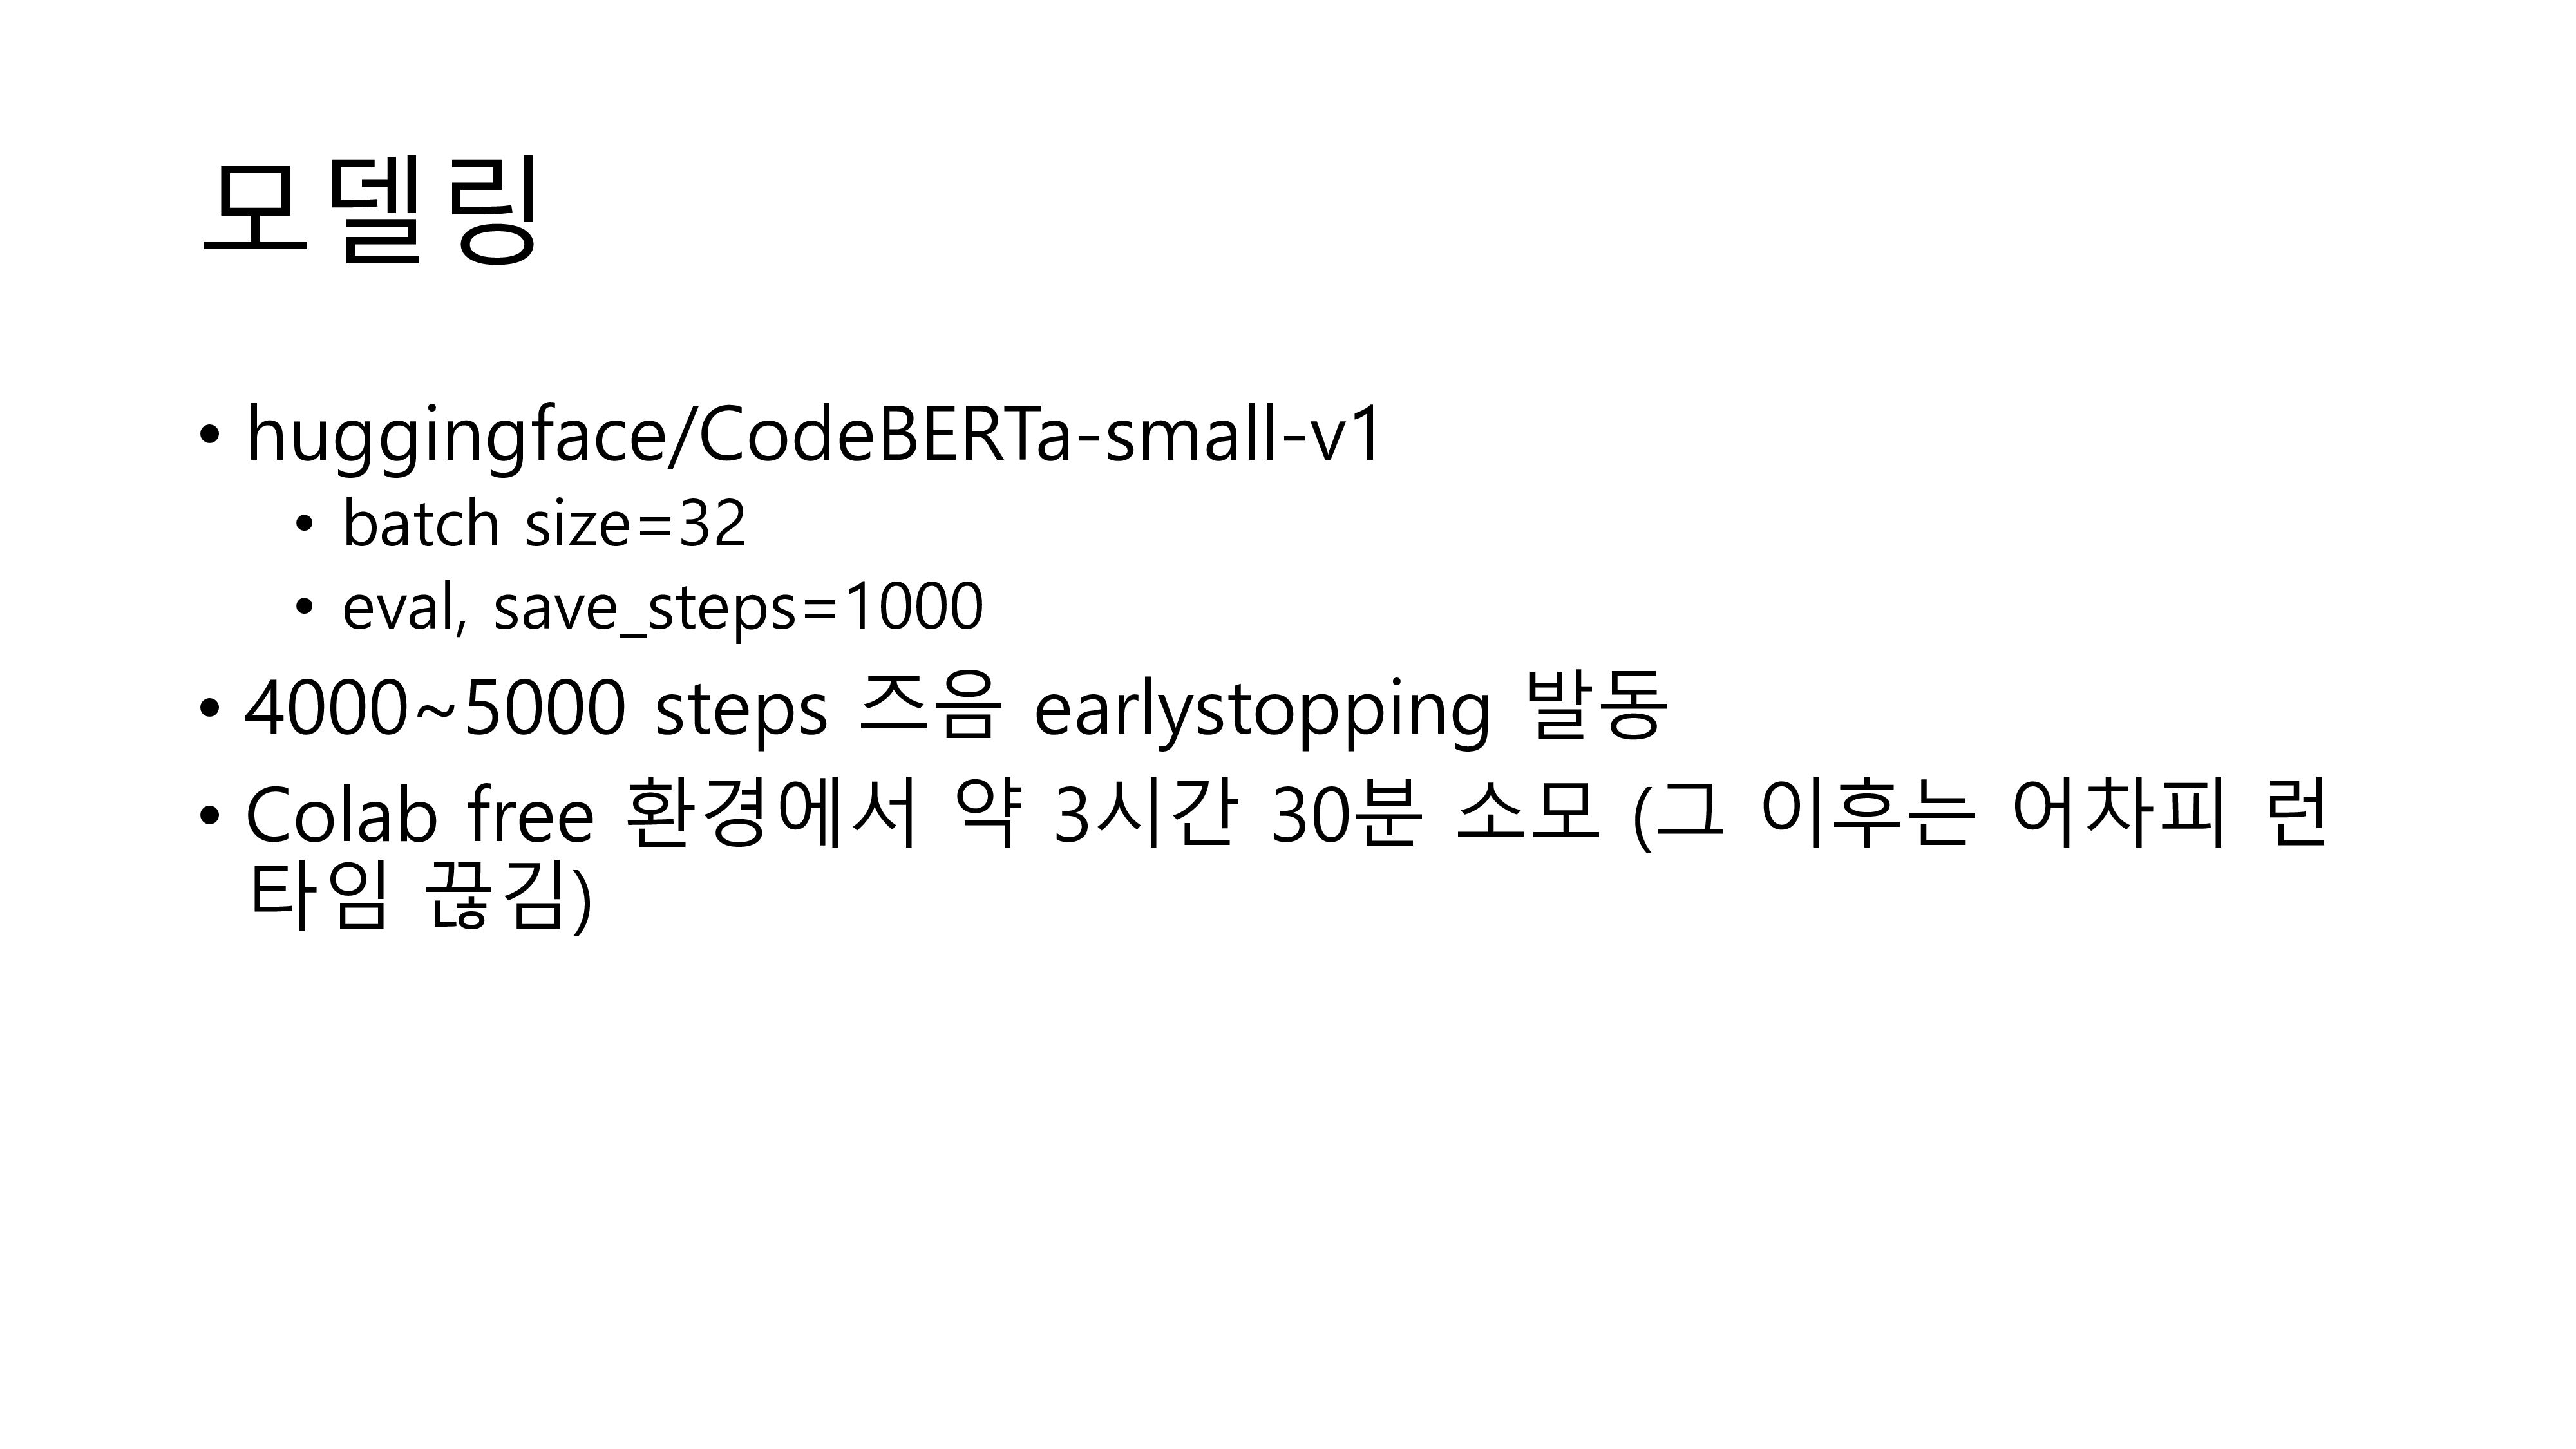 모델링
• huggingface/CodeBERTa-small-v1
• batch size=32
• eval, save_steps=1000
• 4000~5000 steps 즈음 earlystopping 발동
• Colab free 환경에서 약 3시간 30분 소모 (그 이후는 어차피 런
타임 끊김)